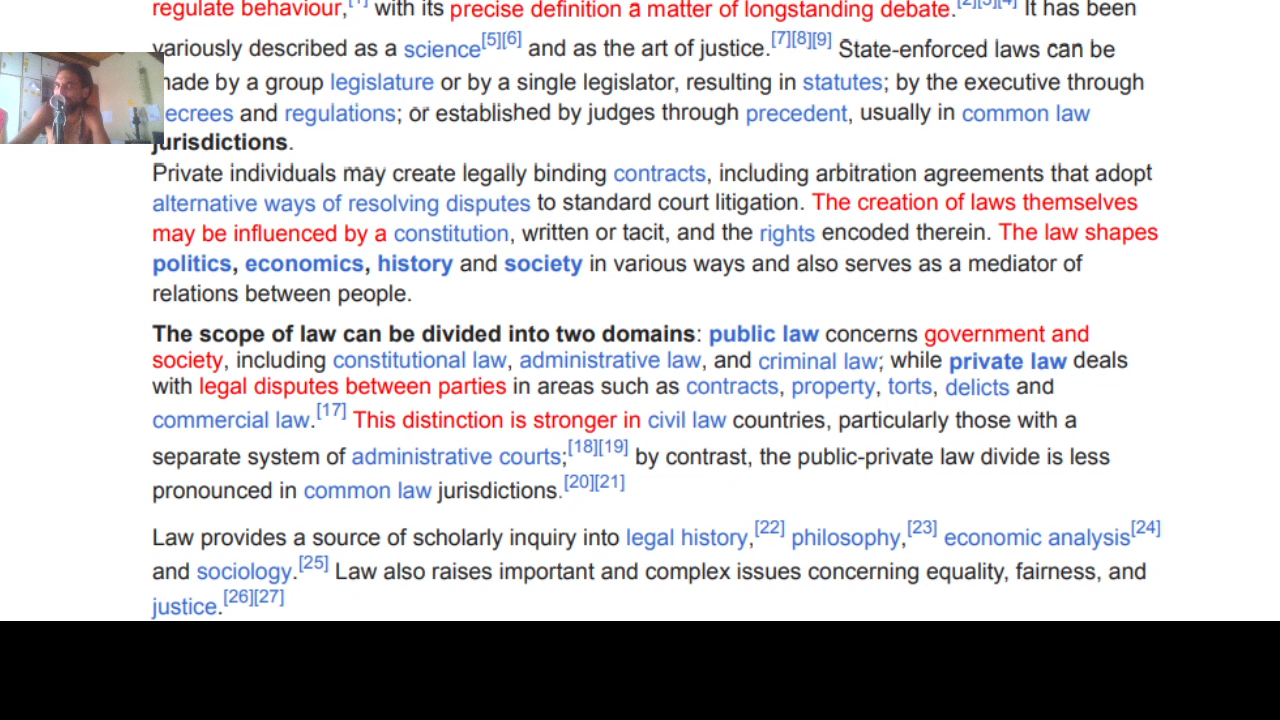 regulate behaviour,[1] with its precise definition a matter of longstanding debate.[2][3][4] It has been
variously described as a science[5][6] and as the art of justice.[7][8][9] State-enforced laws can be
made by a group legislature or by a single legislator, resulting in statutes; by the executive through
decrees and regulations; or established by judges through precedent, usually in common law
jurisdictions.
Private individuals may create legally binding contracts, including arbitration agreements that adopt
alternative ways of resolving disputes to standard court litigation. The creation of laws themselves
may be influenced by a constitution, written or tacit, and the rights encoded therein. The law shapes
politics, economics, history and society in various ways and also serves as a mediator of
relations between people.
The scope of law can be divided into two domains: public law concerns government and
society, including constitutional law, administrative law, and criminal law; while private law deals
with legal disputes between parties in areas such as contracts, property, torts, delicts and
commercial law.[17] This distinction is stronger in civil law countries, particularly those with a
separate system of administrative courts;[18][19] by contrast, the public-private law divide is less
pronounced in common law jurisdictions.[20][21]
Law provides a source of scholarly inquiry into legal history,[22] philosophy,[23] economic analysis[24]
and sociology.[25] Law also raises important and complex issues concerning equality, fairness, and
justice.[26][27]